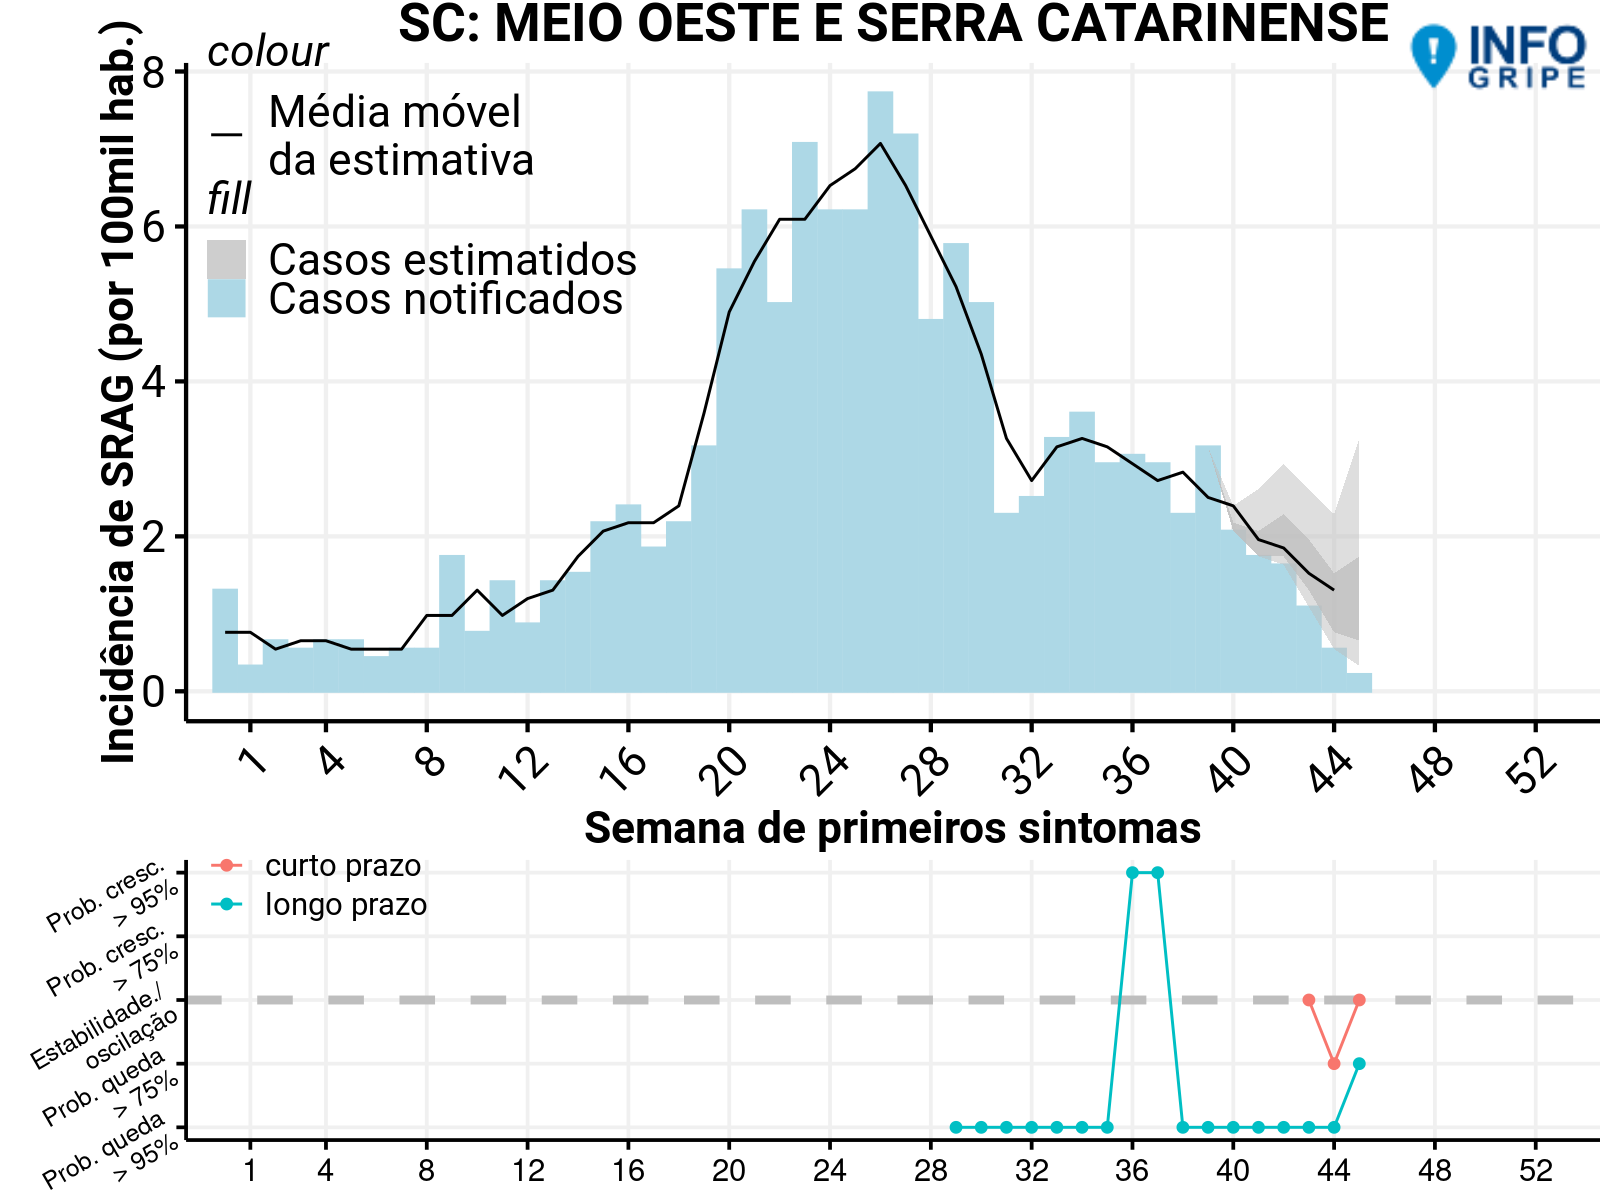 SC: MEIO OESTE E SERRA CATARINENSE
INFO
GRIPE
colour
Média móvel
da estimativa
fill
Casos estimatidos
Casos notificados
Incidência de SRAG (por 100mil hab.)
8
6
4
2
0
1 4 8 12 16 20 24 28 32 36 40 44 48 52
Semana de primeiros sintomas
curto prazo
longo prazo
Prob. cresc.
> 95%
Prob. cresc.
> 75%
Estabilidade./
oscilação
Prob. queda
> 75%
Prob. queda
> 95%
1 4 8 12 16 20 24 28 32 36 40 44 48 52